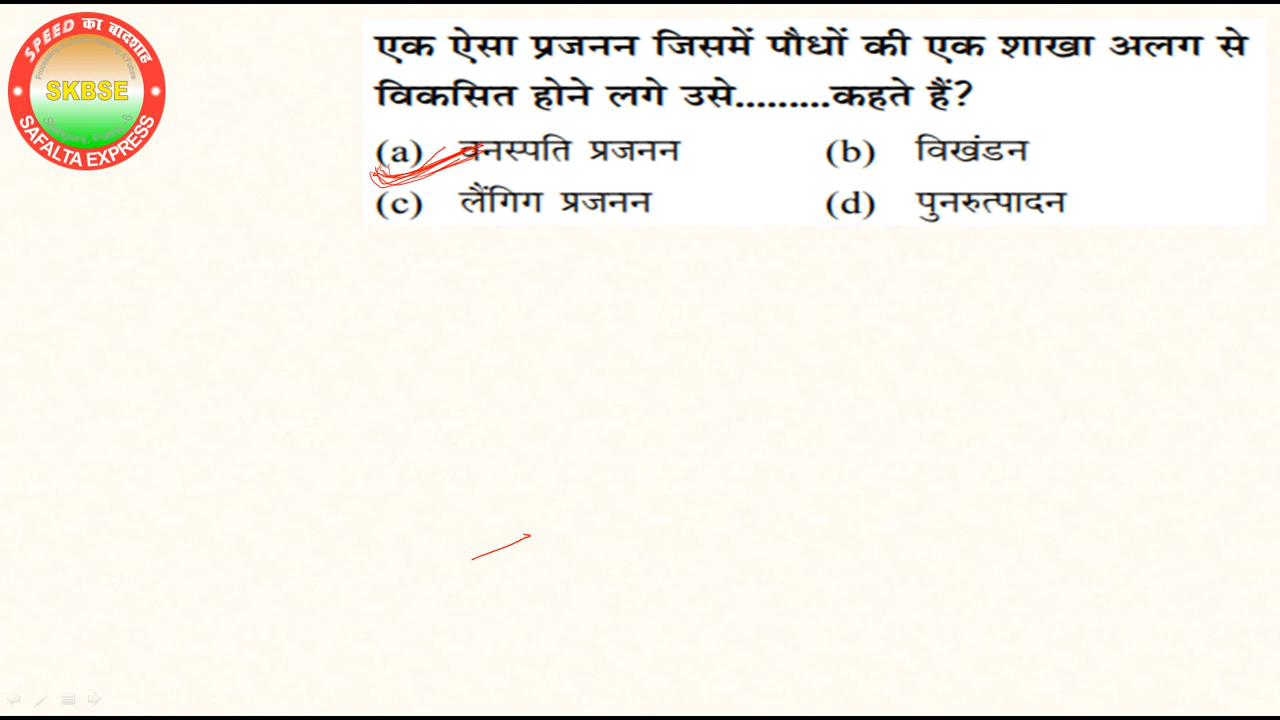 SPEED का बादशाह
SKBSE
SAFALTA EXPRESS
एक ऐसा प्रजनन जिसमें पौधों की एक शाखा अलग से
विकसित होने लगे उसे.........कहते हैं?
(a) वनस्पति प्रजनन (b) विखंडन
(c) लैंगिग प्रजनन (d) पुनरुत्पादन